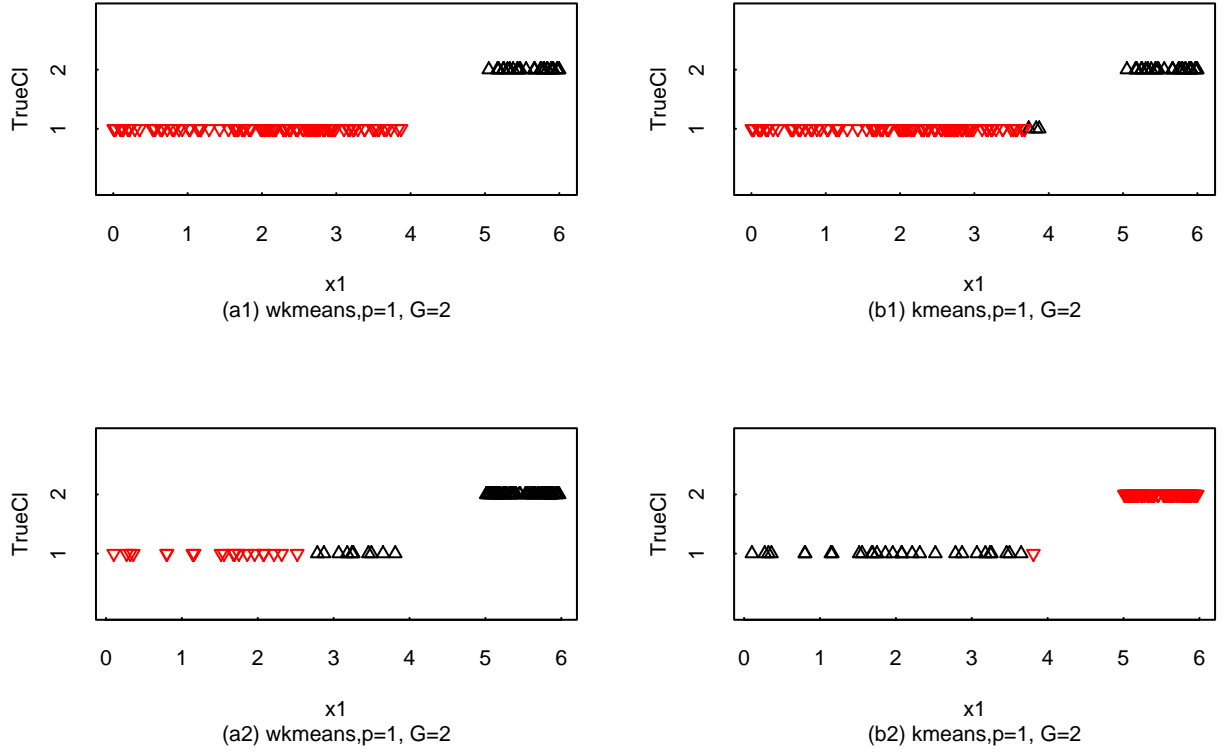 TrueCl
2
1
0 1 2 3 4 5 6
x1
(a1) wkmeans,p=1, G=2
TrueCl
2
1
0 1 2 3 4 5 6
x1
(b1) kmeans,p=1, G=2
TrueCl
2
1
0 1 2 3 4 5 6
x1
(a2) wkmeans,p=1, G=2
TrueCl
2
1
0 1 2 3 4 5 6
x1
(b2) kmeans,p=1, G=2